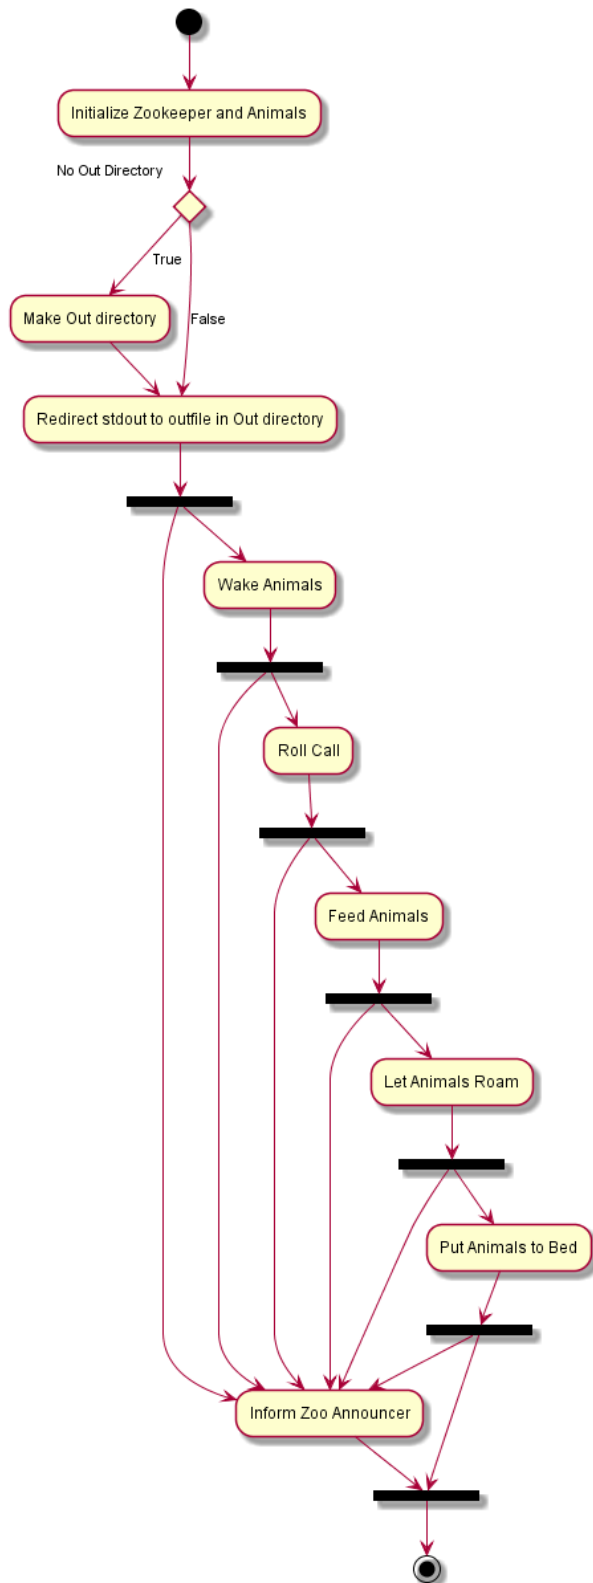 Initialize Zookeeper and Animals
No Out Directory
True
Make Out directory
False
Redirect stdout to outfile in Out directory
Wake Animals
Roll Call
Feed Animals
Let Animals Roam
Put Animals to Bed
Inform Zoo Announcer